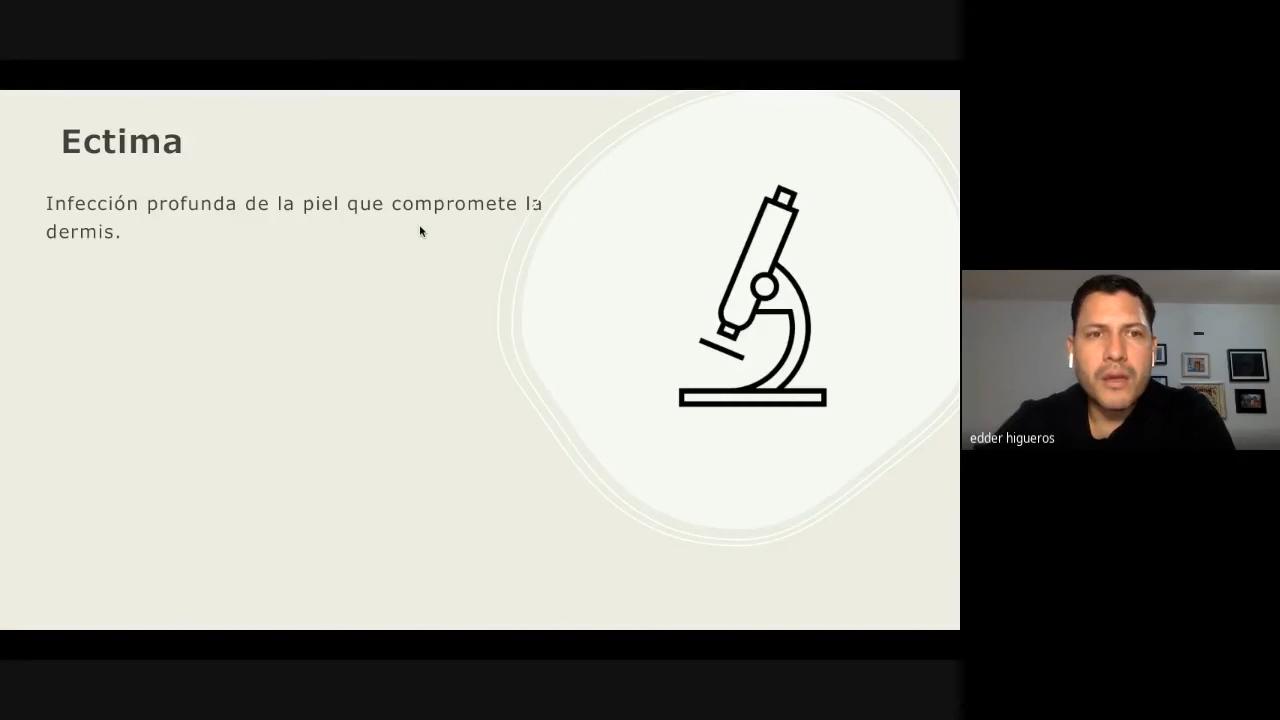 Ectima
Infección profunda de la piel que compromete la
dermis.
edder higueros